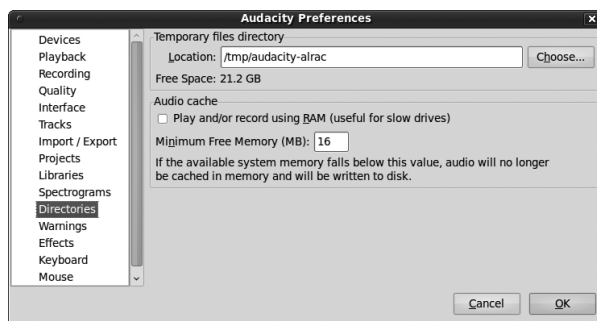 Audacity Preferences
Devices
Playback
Recording
Quality
Interface
Tracks
Import / Export
Projects
Libraries
Spectrograms
Directories
Warnings
Effects
Keyboard
Mouse
Temporary files directory
Location: /tmp/audacity-alrac Choose...
Free Space: 21.2 GB
Audio cache
Play and/or record using RAM (useful for slow drives)
Minimum Free Memory (MB): 16
If the available system memory falls below this value, audio will no longer
be cached in memory and will be written to disk.
Cancel OK